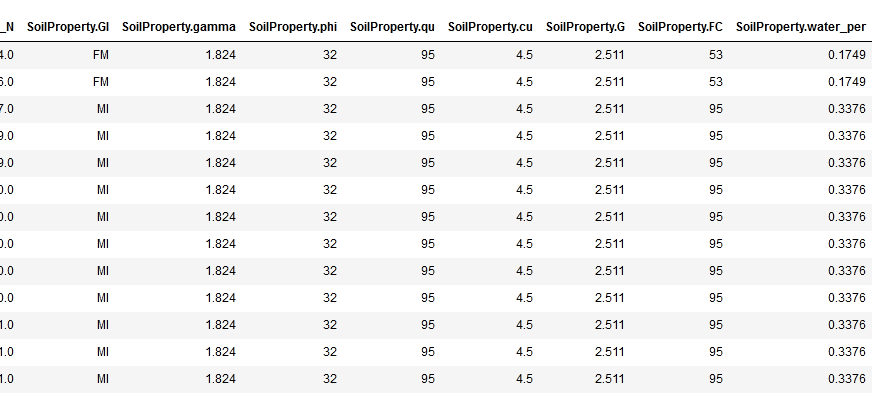 _N SoilProperty.GI SoilProperty.gamma SoilProperty.phi SoilProperty.qu SoilProperty.cu SoilProperty.G SoilProperty.FC SoilProperty.water_per
4.0 FM 1.824 32 95 4.5 2.511 53 0.1749
6.0 FM 1.824 32 95 4.5 2.511 53 0.1749
7.0 MI 1.824 32 95 4.5 2.511 95 0.3376
9.0 MI 1.824 32 95 4.5 2.511 95 0.3376
9.0 MI 1.824 32 95 4.5 2.511 95 0.3376
0.0 MI 1.824 32 95 4.5 2.511 95 0.3376
0.0 MI 1.824 32 95 4.5 2.511 95 0.3376
0.0 MI 1.824 32 95 4.5 2.511 95 0.3376
0.0 MI 1.824 32 95 4.5 2.511 95 0.3376
0.0 MI 1.824 32 95 4.5 2.511 95 0.3376
1.0 MI 1.824 32 95 4.5 2.511 95 0.3376
1.0 MI 1.824 32 95 4.5 2.511 95 0.3376
1.0 MI 1.824 32 95 4.5 2.511 95 0.3376